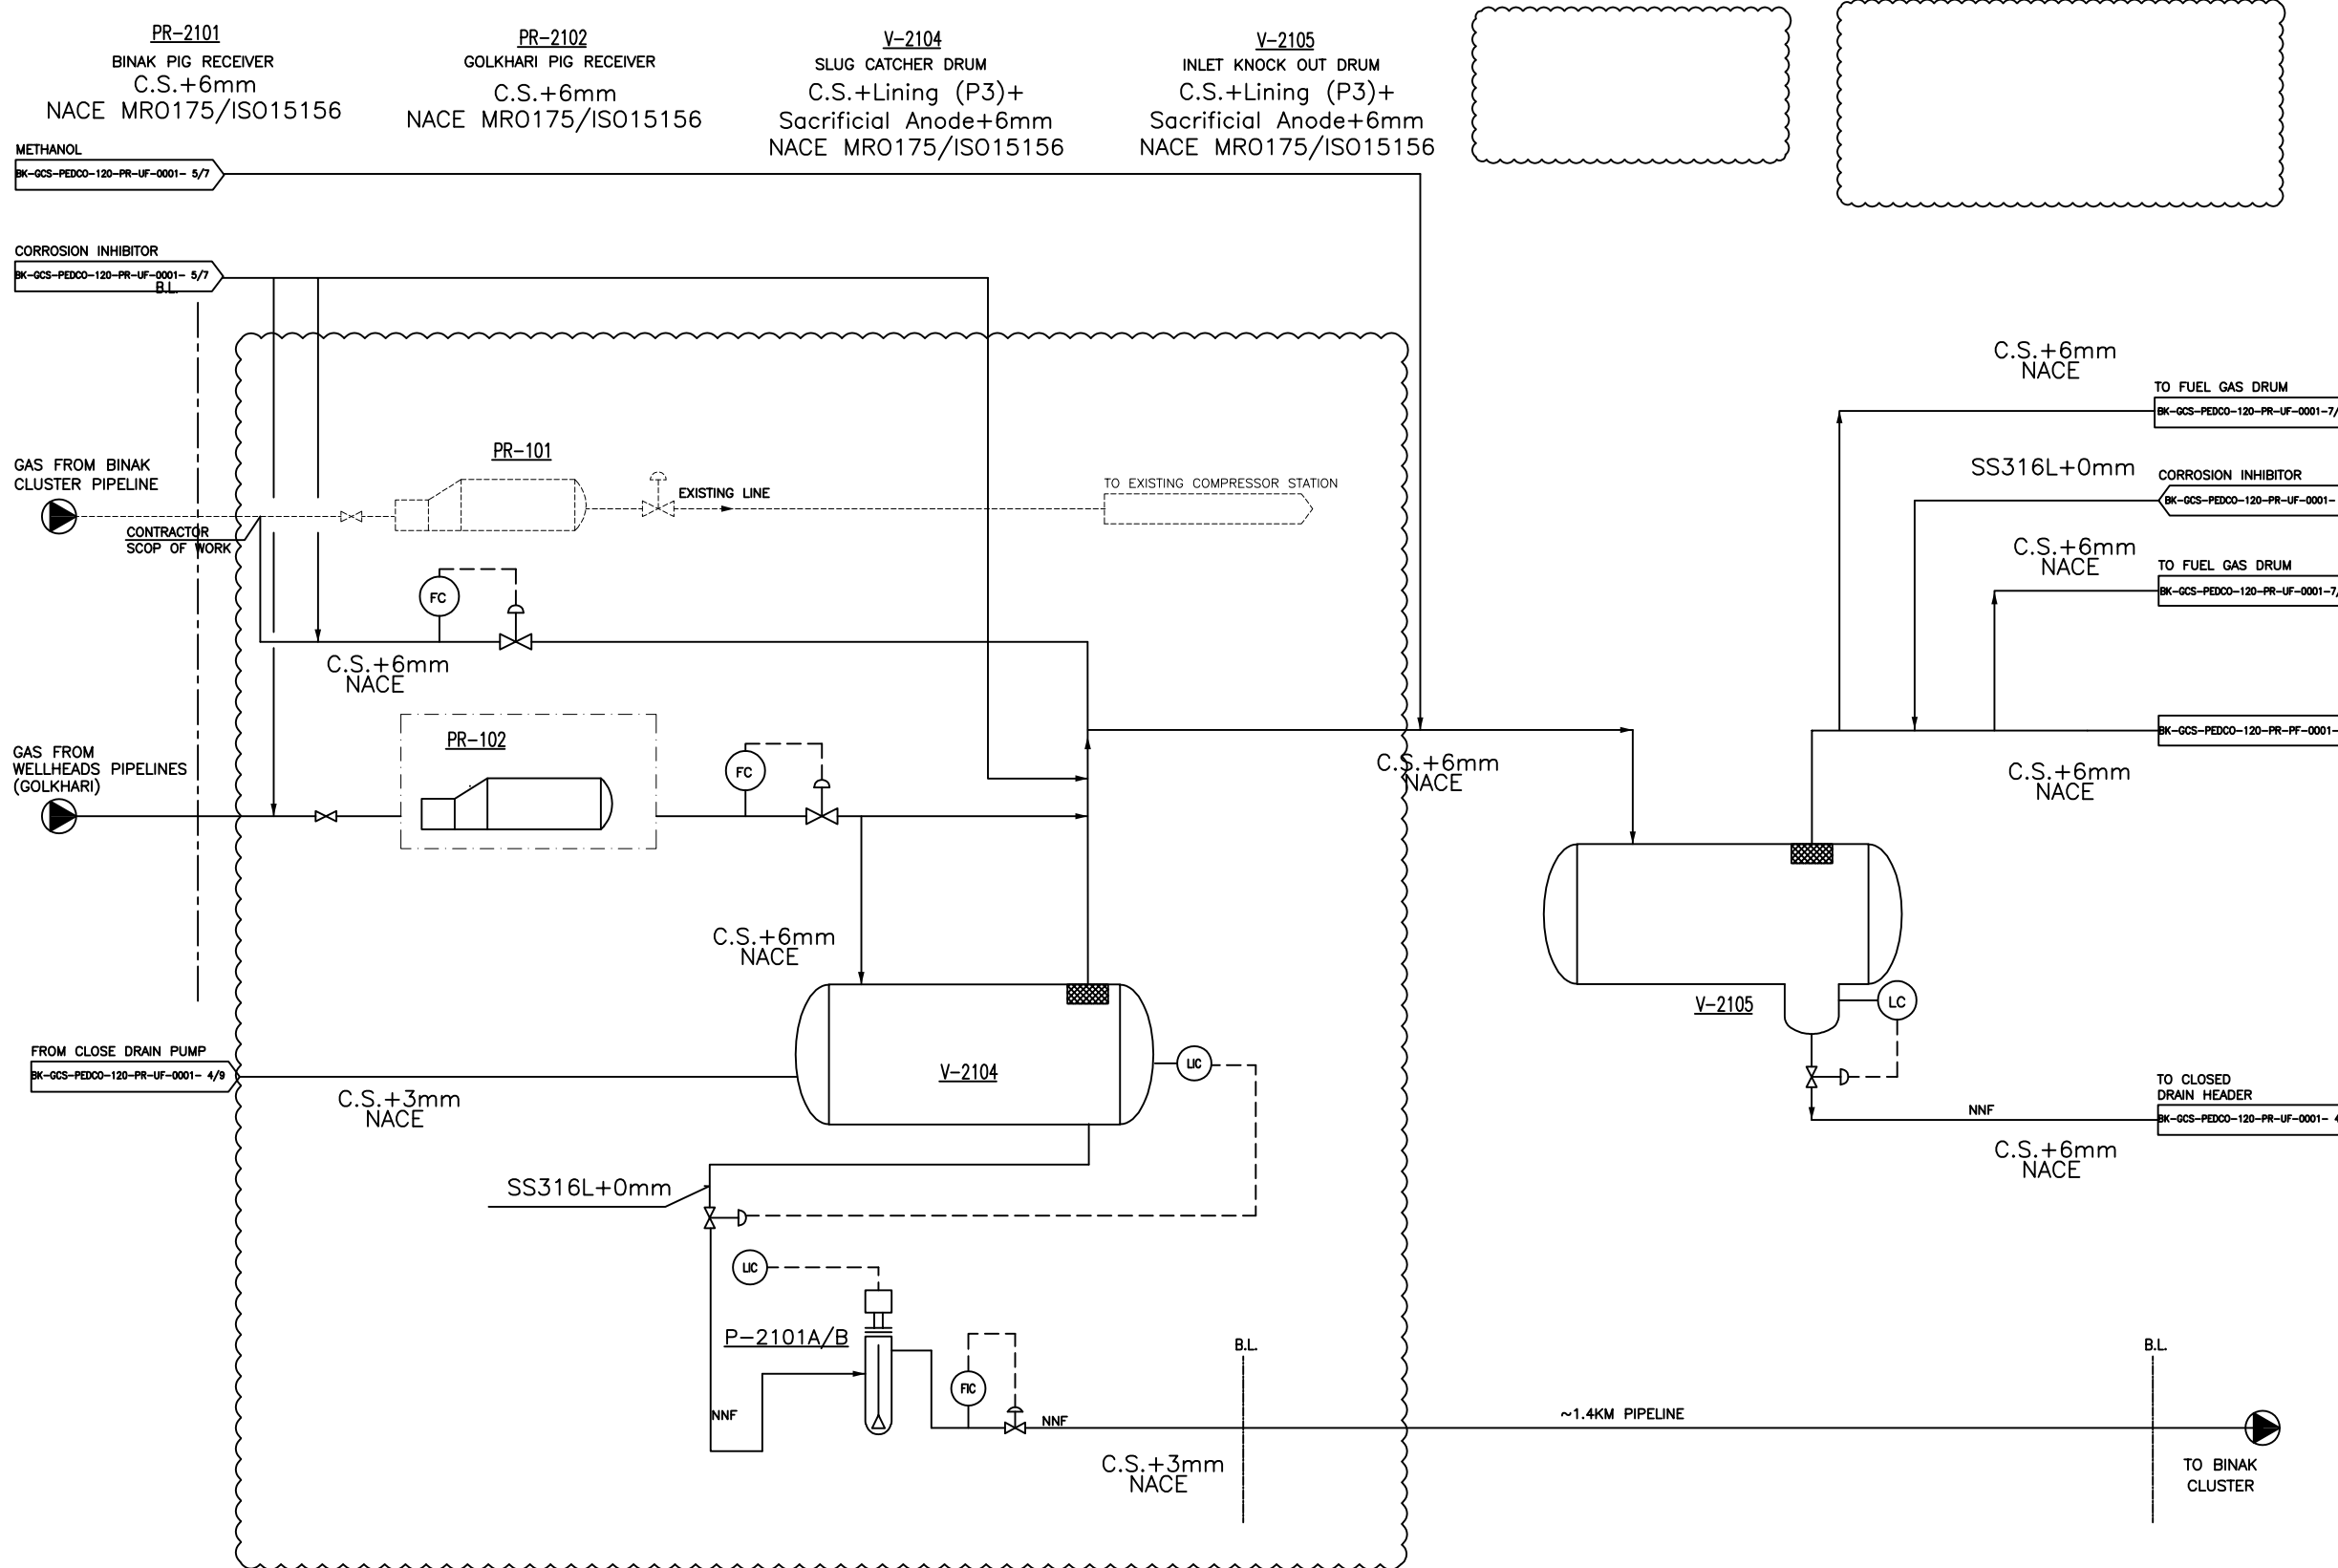 PR-2101
BINAK PIG RECEIVER
C.S.+6mm
NACE MR0175/ISO15156
PR-2102
GOLKHARI PIG RECEIVER
C.S.+6mm
NACE MR0175/ISO15156
V-2104
SLUG CATCHER DRUM
C.S.+Lining (P3)+
Sacrificial Anode+6mm
NACE MR0175/ISO15156
V-2105
INLET KNOCK OUT DRUM
C.S.+Lining (P3)+
Sacrificial Anode+6mm
NACE MR0175/ISO15156
METHANOL
BK-GCS-PEDCO-120-PR-UF-0001- 5/7
CORROSION INHIBITOR
BK-GCS-PEDCO-120-PR-UF-0001- 5/7
B.L.
C.S.+6mm
NACE
TO FUEL GAS DRUM
BK-GCS-PEDCO-120-PR-UF-0001-7/
GAS FROM BINAK
CLUSTER PIPELINE
PR-101
EXISTING LINE
TO EXISTING COMPRESSOR STATION
SS316L+0mm
CORROSION INHIBITOR
BK-GCS-PEDCO-120-PR-UF-0001-
CONTRACTOR
SCOP OF WORK
C.S.+6mm
NACE
TO FUEL GAS DRUM
BK-GCS-PEDCO-120-PR-UF-0001-7/
FC
C.S.+6mm
NACE
GAS FROM
WELLHEADS PIPELINES
(GOLKHARI)
PR-102
FC
C.S.+6mm
NACE
BK-GCS-PEDCO-120-PR-PF-0001-
C.S.+6mm
NACE
C.S.+6mm
NACE
V-2105
LC
FROM CLOSE DRAIN PUMP
BK-GCS-PEDCO-120-PR-UF-0001- 4/9
C.S.+3mm
NACE
V-2104
LIC
TO CLOSED
DRAIN HEADER
BK-GCS-PEDCO-120-PR-UF-0001- 4
NNF
C.S.+6mm
NACE
SS316L+0mm
LIC
P-2101A/B
FIC
NNF
NNF
B.L.
~1.4KM PIPELINE
B.L.
C.S.+3mm
NACE
TO BINAK
CLUSTER